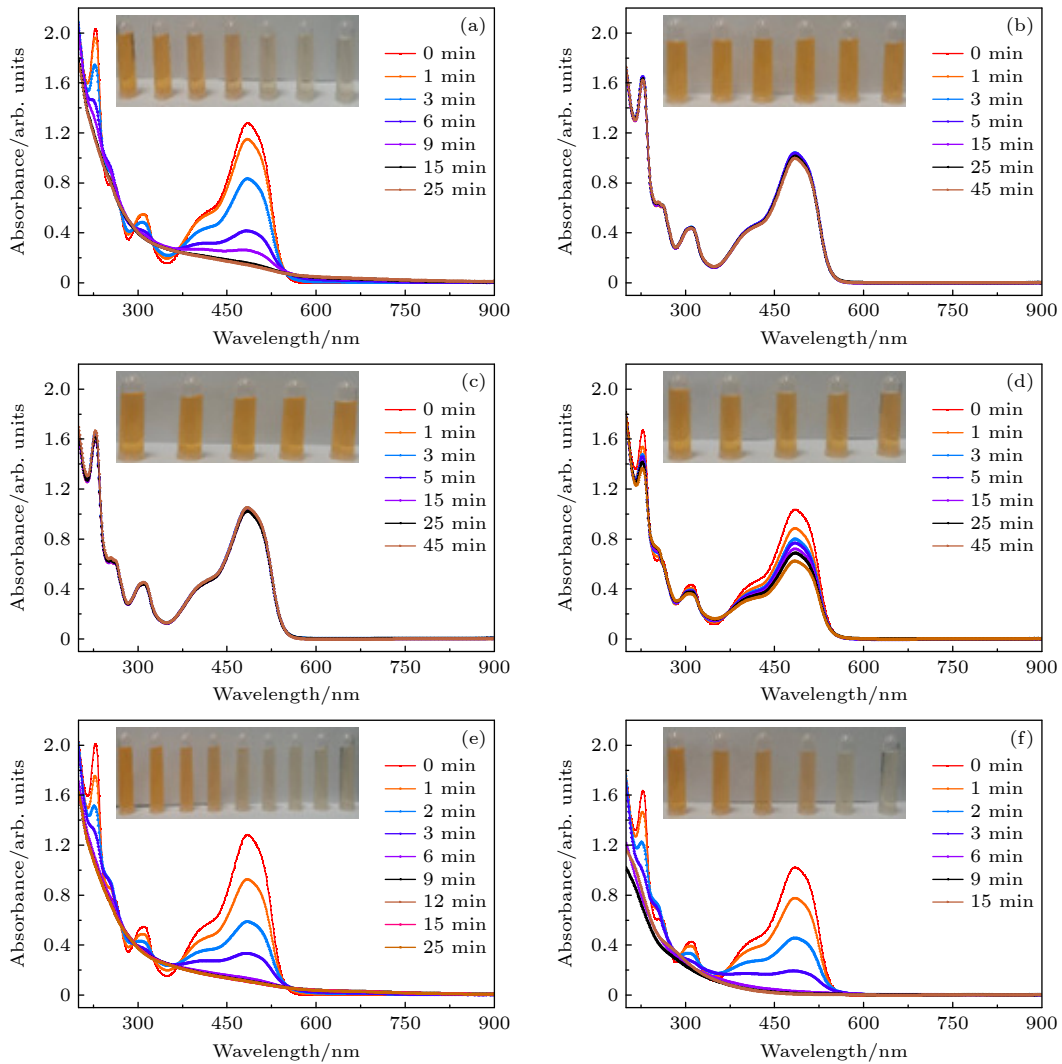 (a)
Absorbance/arb. units
2.0
1.6
1.2
0.8
0.4
0
0 min
1 min
3 min
6 min
9 min
15 min
25 min
300
450
600
750
900
Wavelength/nm
(b)
Absorbance/arb. units
2.0
1.6
1.2
0.8
0.4
0
0 min
1 min
3 min
5 min
15 min
25 min
45 min
300
450
600
750
900
Wavelength/nm
(c)
Absorbance/arb. units
2.0
1.6
1.2
0.8
0.4
0
0 min
1 min
3 min
5 min
15 min
25 min
45 min
300
450
600
750
900
Wavelength/nm
(d)
Absorbance/arb. units
2.0
1.6
1.2
0.8
0.4
0
0 min
1 min
3 min
5 min
15 min
25 min
45 min
300
450
600
750
900
Wavelength/nm
(e)
Absorbance/arb. units
2.0
1.6
1.2
0.8
0.4
0
0 min
1 min
2 min
3 min
6 min
9 min
12 min
15 min
25 min
300
450
600
750
900
Wavelength/nm
(f)
Absorbance/arb. units
2.0
1.6
1.2
0.8
0.4
0
0 min
1 min
2 min
3 min
6 min
9 min
15 min
300
450
600
750
900
Wavelength/nm